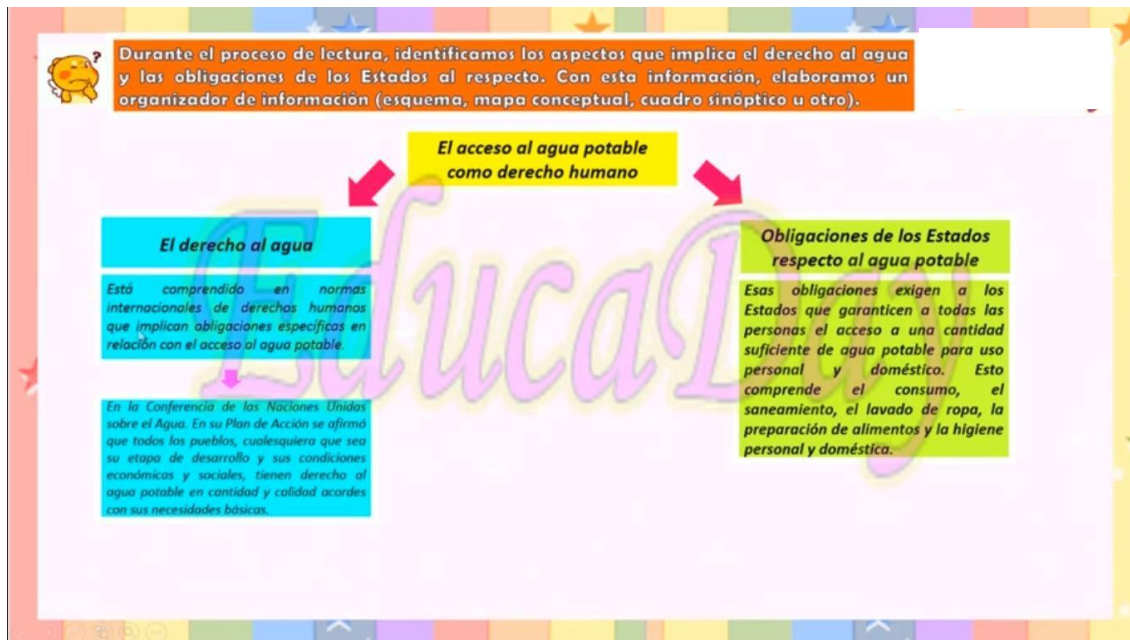 Durante el proceso de lectura, identificamos los aspectos que implica el derecho al agua
y las obligaciones de los Estados al respecto. Con esta información, elaboramos un
organizador de información (esquema, mapa conceptual, cuadro sinóptico u otro).
?
El acceso al agua potable
como derecho humano
El derecho al agua
Está comprendido en normas
internacionales de derechos humanos
que implican obligaciones específicas en
relación con el acceso al agua potable.
En la Conferencia de las Naciones Unidas
sobre el Agua. En su Plan de Acción se afirmó
que todos los pueblos, cualesquiera que sea
su etapa de desarrollo y sus condiciones
económicas y sociales, tienen derecho al
agua potable en cantidad y calidad acordes
con sus necesidades básicas.
Obligaciones de los Estados
respecto al agua potable
Esas obligaciones exigen a los
Estados que garanticen a todas las
personas el acceso a una cantidad
suficiente de agua potable para uso
personal y doméstico. Esto
comprende el consumo, el
saneamiento, el lavado de ropa, la
preparación de alimentos y la higiene
personal y doméstica.
EducaDay